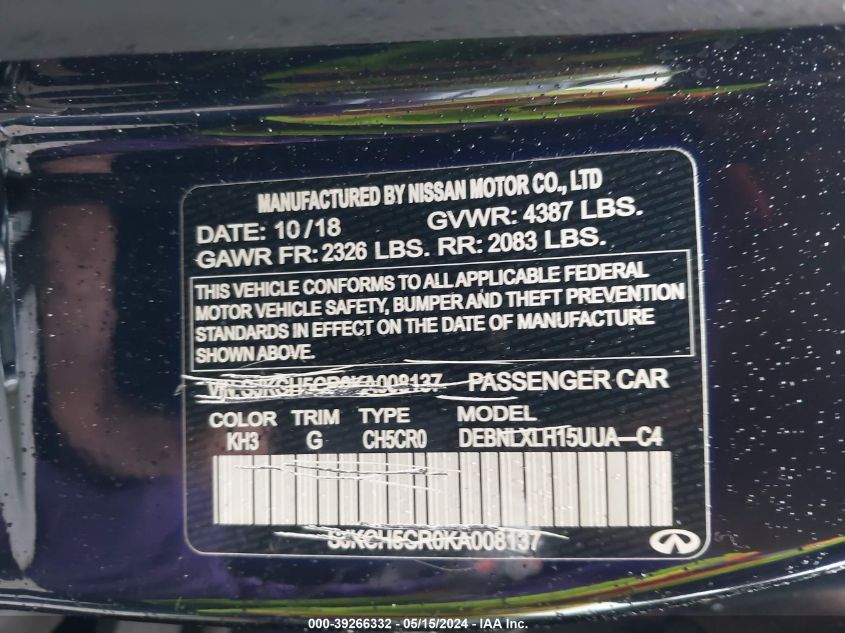 MANUFACTURED BY NISSAN MOTOR CO., LTD
DATE: 10/18 GVWR: 4387 LBS.
GAWR FR: 2326 LBS. RR: 2083 LBS.
THIS VEHICLE CONFORMS TO ALL APPLICABLE FEDERAL
MOTOR VEHICLE SAFETY, BUMPER AND THEFT PREVENTION
STANDARDS IN EFFECT ON THE DATE OF MANUFACTURE
SHOWN ABOVE.
PASSENGER CAR
COLOR TRIM TYPE MODEL
KH3 G CH5CR0 DEBNLXLH15UUA-C4
000-39266332 - 05/15/2024 - IAA Inc.